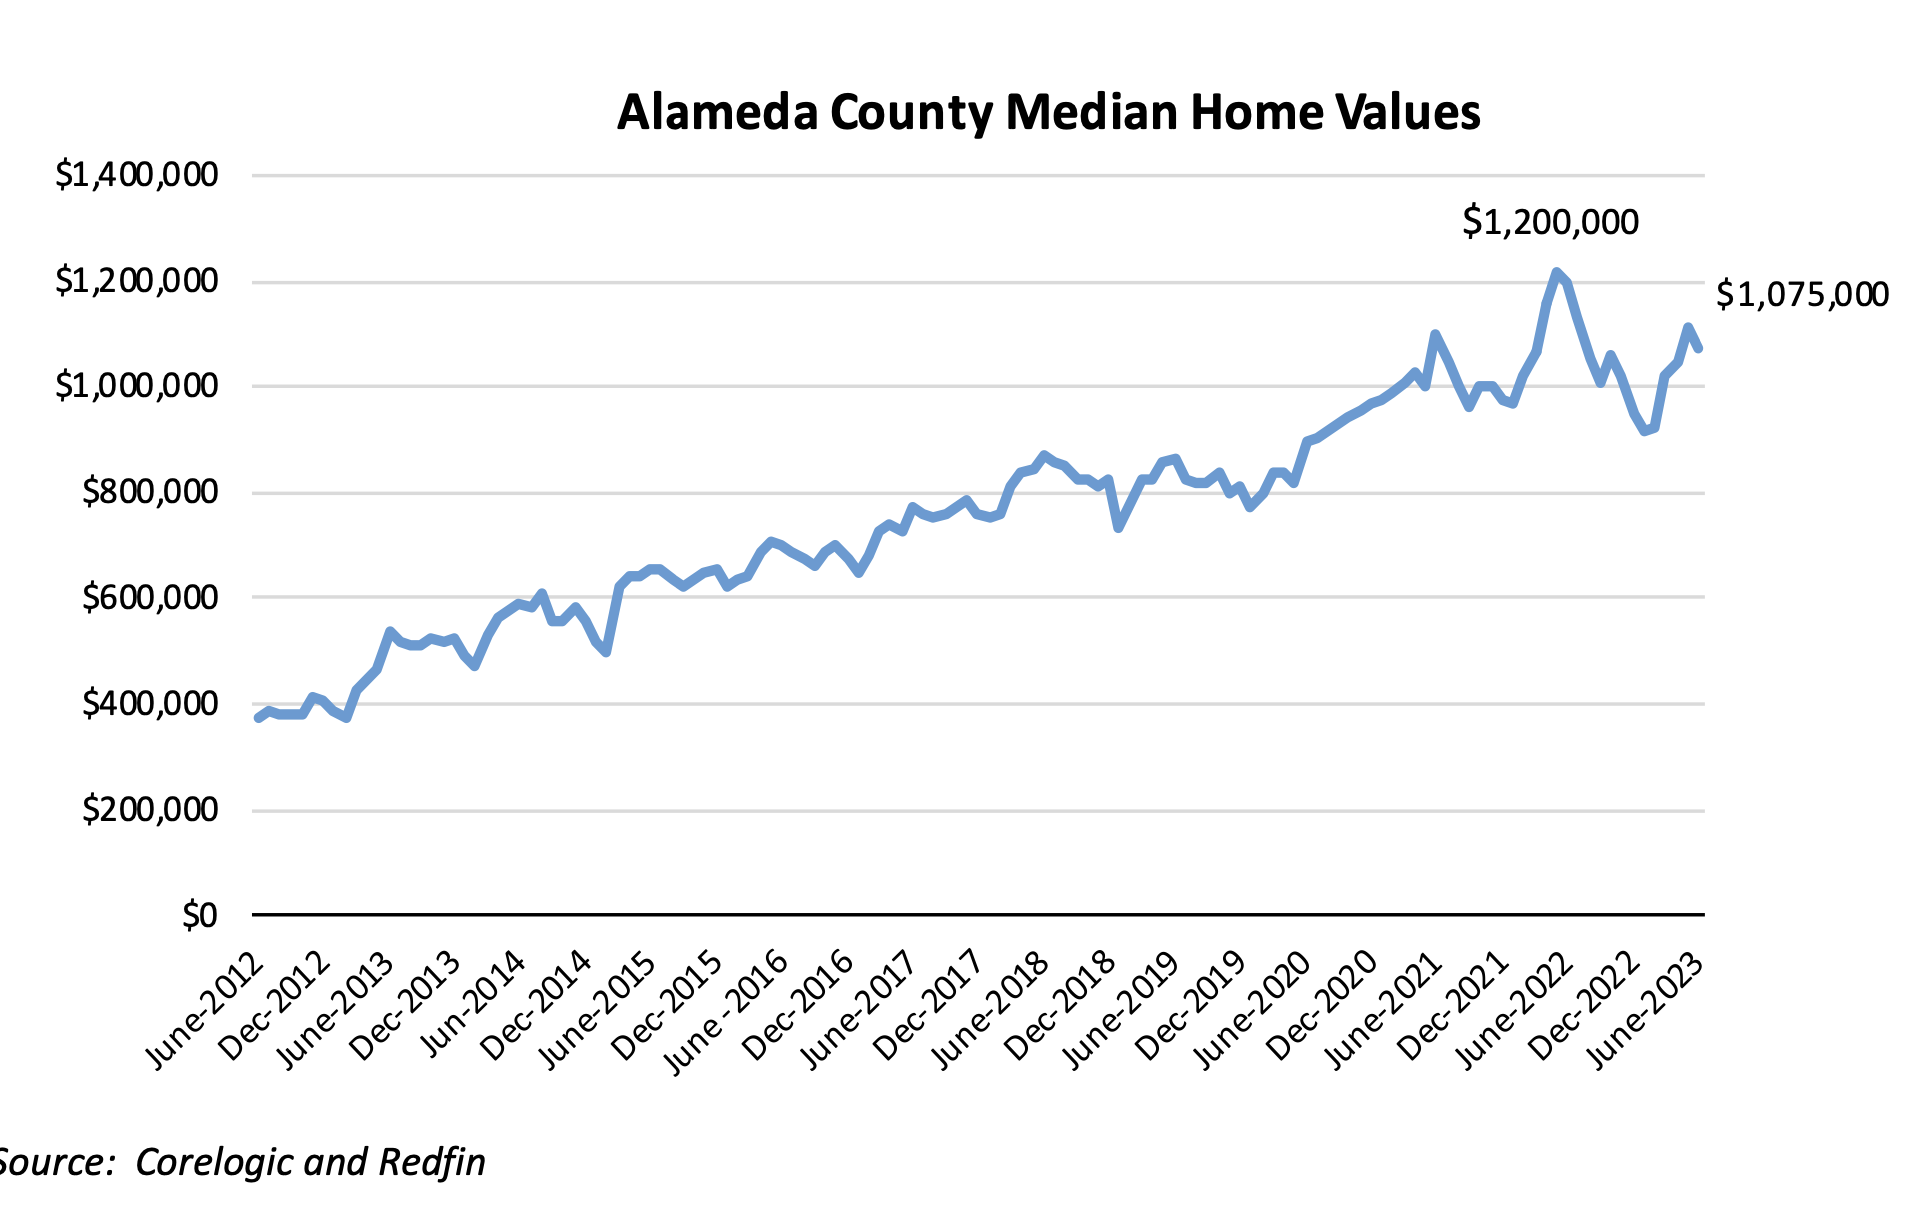 Alameda County Median Home Values
$1,400,000
$1,200,000
$1,200,000
$1,075,000
$1,000,000
$800,000
$600,000
$400,000
$200,000
$0
June-2012
Dec-2012
June-2013
Dec-2013
Jun-2014
Dec-2014
June-2015
Dec-2015
June -2016
Dec-2016
June-2017
Dec-2017
June-2018
Dec-2018
June-2019
Dec-2019
June-2020
Dec-2020
June-2021
Dec-2021
June-2022
Dec-2022
June-2023
Source: Corelogic and Redfin